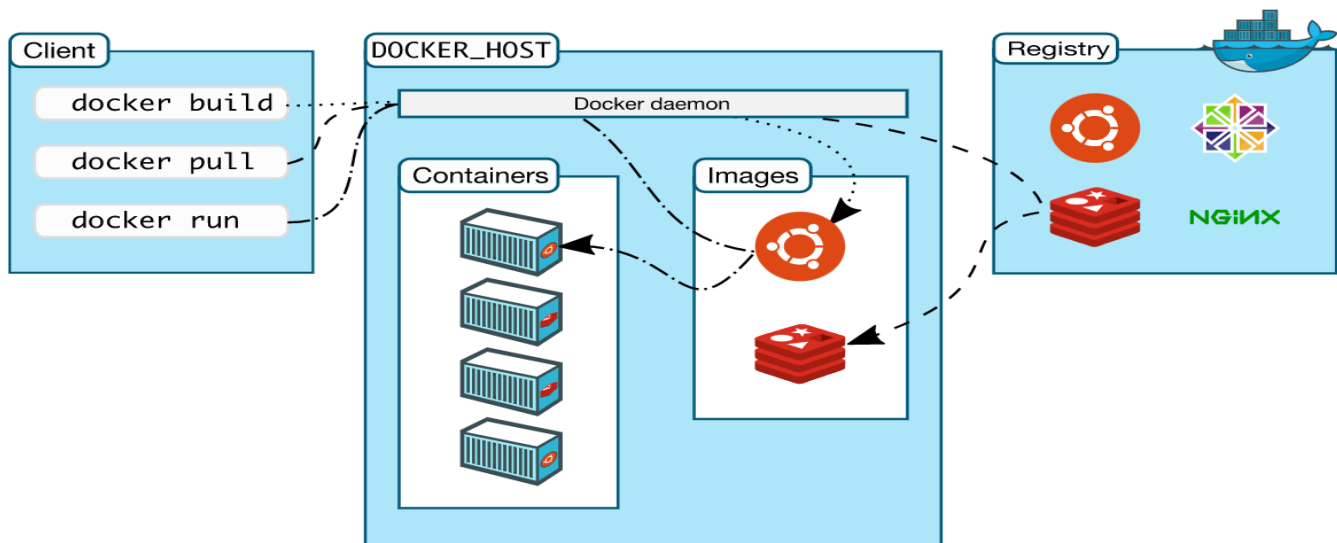 Client
docker build
docker pull
docker run
DOCKER_HOST
Docker daemon
Containers
Images
Registry
NGiNX